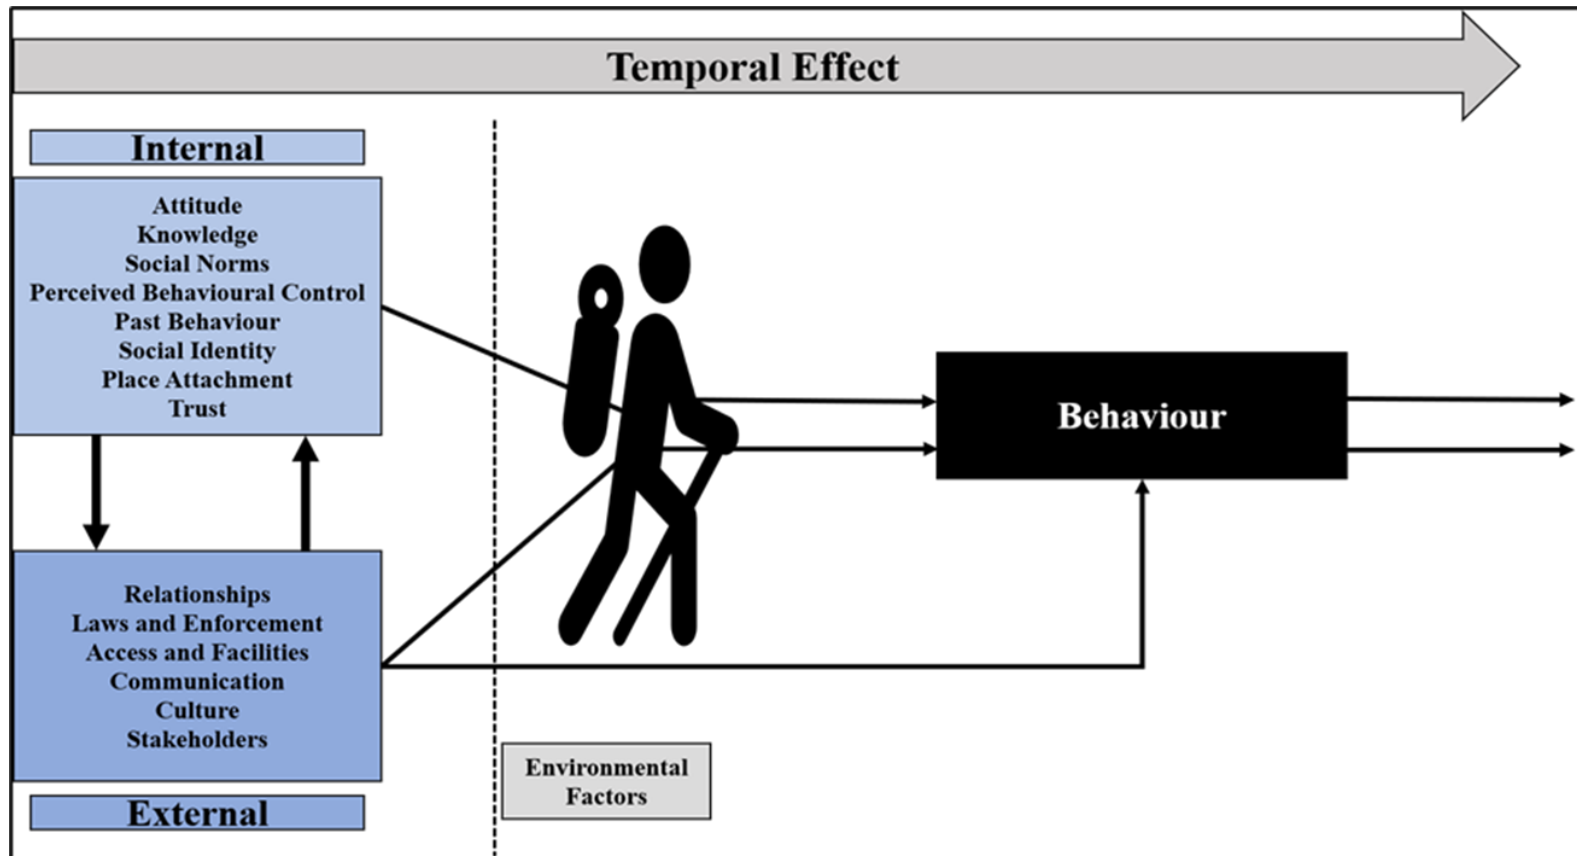 Temporal Effect
Internal
Attitude
Knowledge
Social Norms
Perceived Behavioural Control
Past Behaviour
Social Identity
Place Attachment
Trust
Behaviour
Relationships
Laws and Enforcement
Access and Facilities
Communication
Culture
Stakeholders
External
Environmental
Factors